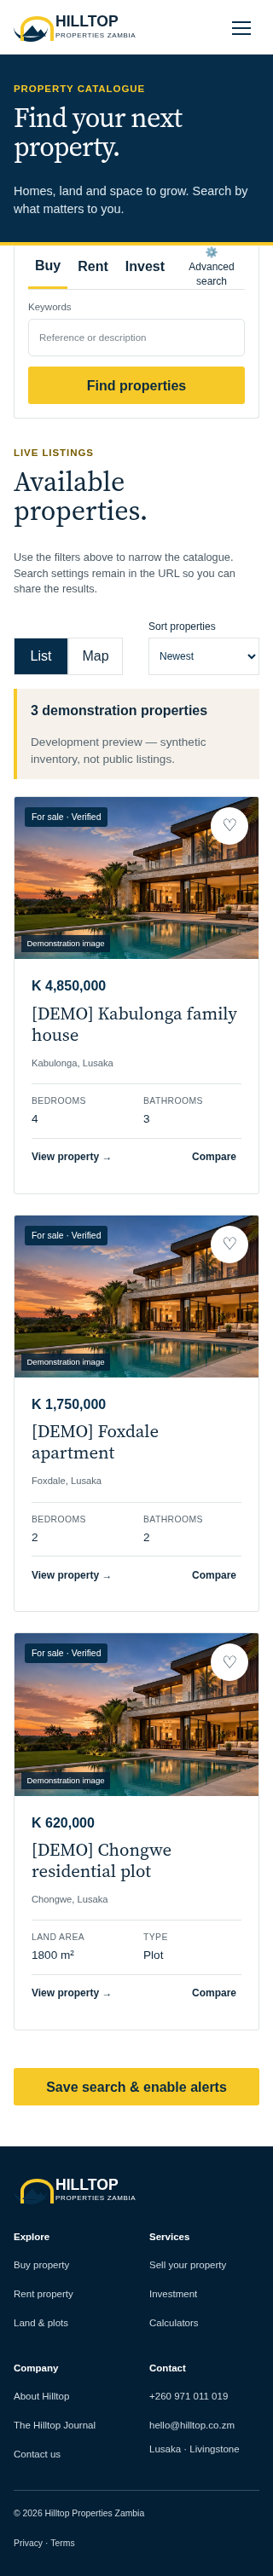 HILLTOP
PROPERTIES ZAMBIA
PROPERTY CATALOGUE
Find your next
property.
Homes, land and space to grow. Search by
what matters to you.
Buy
Rent
Invest
Advanced
search
Keywords
Reference or description
Find properties
LIVE LISTINGS
Available
properties.
Use the filters above to narrow the catalogue.
Search settings remain in the URL so you can
share the results.
Sort properties
List
Map
Newest
3 demonstration properties
Development preview — synthetic
inventory, not public listings.
For sale · Verified
Demonstration image
K 4,850,000
[DEMO] Kabulonga family
house
Kabulonga, Lusaka
BEDROOMS
BATHROOMS
4
3
View property →
Compare
For sale · Verified
Demonstration image
K 1,750,000
[DEMO] Foxdale
apartment
Foxdale, Lusaka
BEDROOMS
BATHROOMS
2
2
View property →
Compare
For sale · Verified
Demonstration image
K 620,000
[DEMO] Chongwe
residential plot
Chongwe, Lusaka
LAND AREA
TYPE
1800 m²
Plot
View property →
Compare
Save search & enable alerts
HILLTOP
PROPERTIES ZAMBIA
Explore
Services
Buy property
Sell your property
Rent property
Investment
Land & plots
Calculators
Company
Contact
About Hilltop
+260 971 011 019
The Hilltop Journal
hello@hilltop.co.zm
Contact us
Lusaka · Livingstone
© 2026 Hilltop Properties Zambia
Privacy · Terms